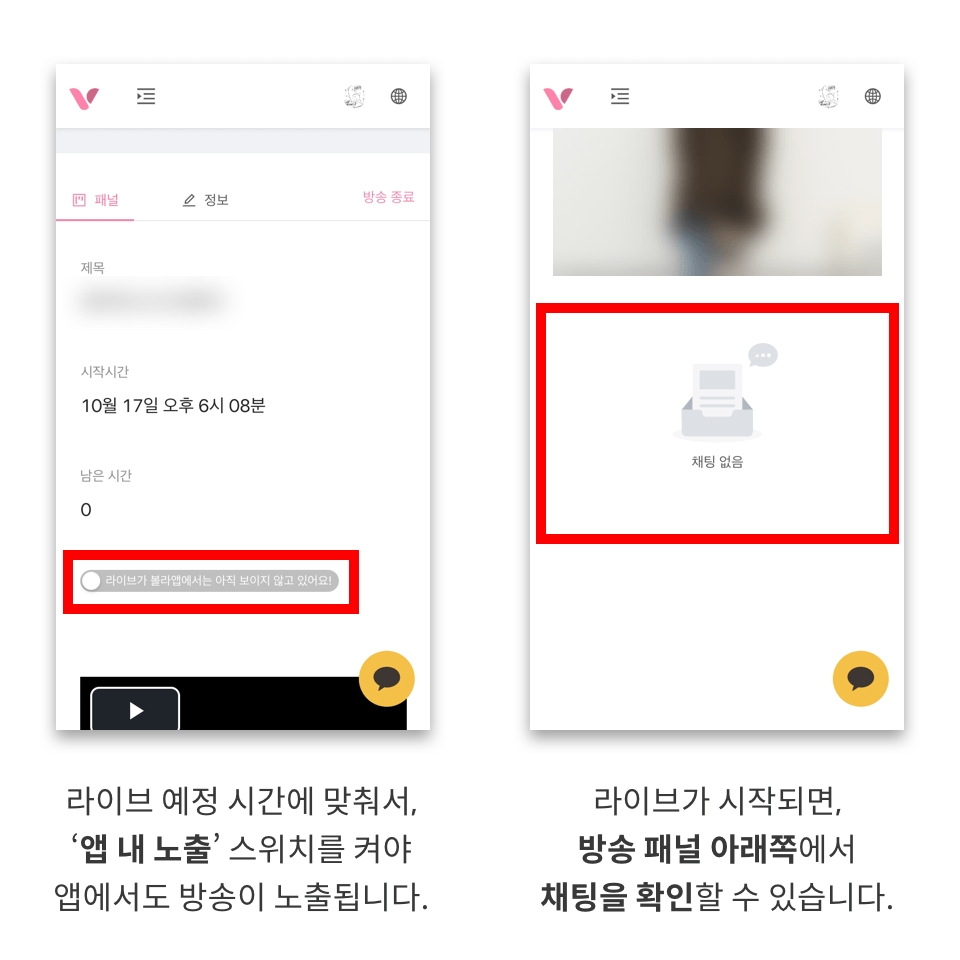 패널
정보
방송 종료
제목
시작시간
10월 17일 오후 6시 08분
남은 시간
0
라이브가 볼라앱에서는 아직 보이지 않고 있어요!
라이브 예정 시간에 맞춰서,
‘앱 내 노출’ 스위치를 켜야
앱에서도 방송이 노출됩니다.
채팅 없음
라이브가 시작되면,
방송 패널 아래쪽에서
채팅을 확인할 수 있습니다.